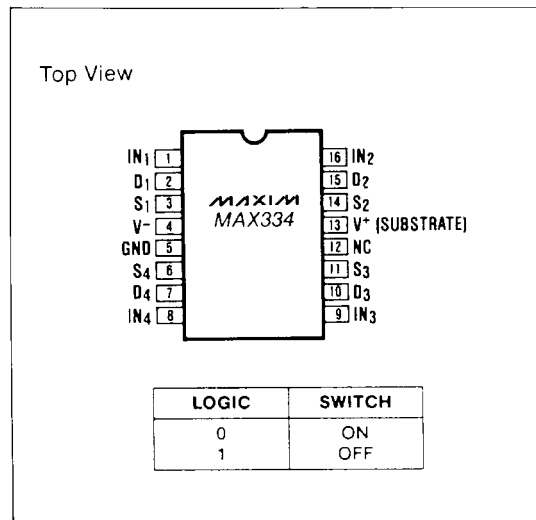 Top View
IN1 1
D1 2
S1 3
V- 4
GND 5
S4 6
D4 7
IN4 8
MAXIM
MAX334
16 IN2
15 D2
14 S2
13 V+ (SUBSTRATE)
12 NC
11 S3
10 D3
9 IN3
LOGIC SWITCH
0 ON
1 OFF